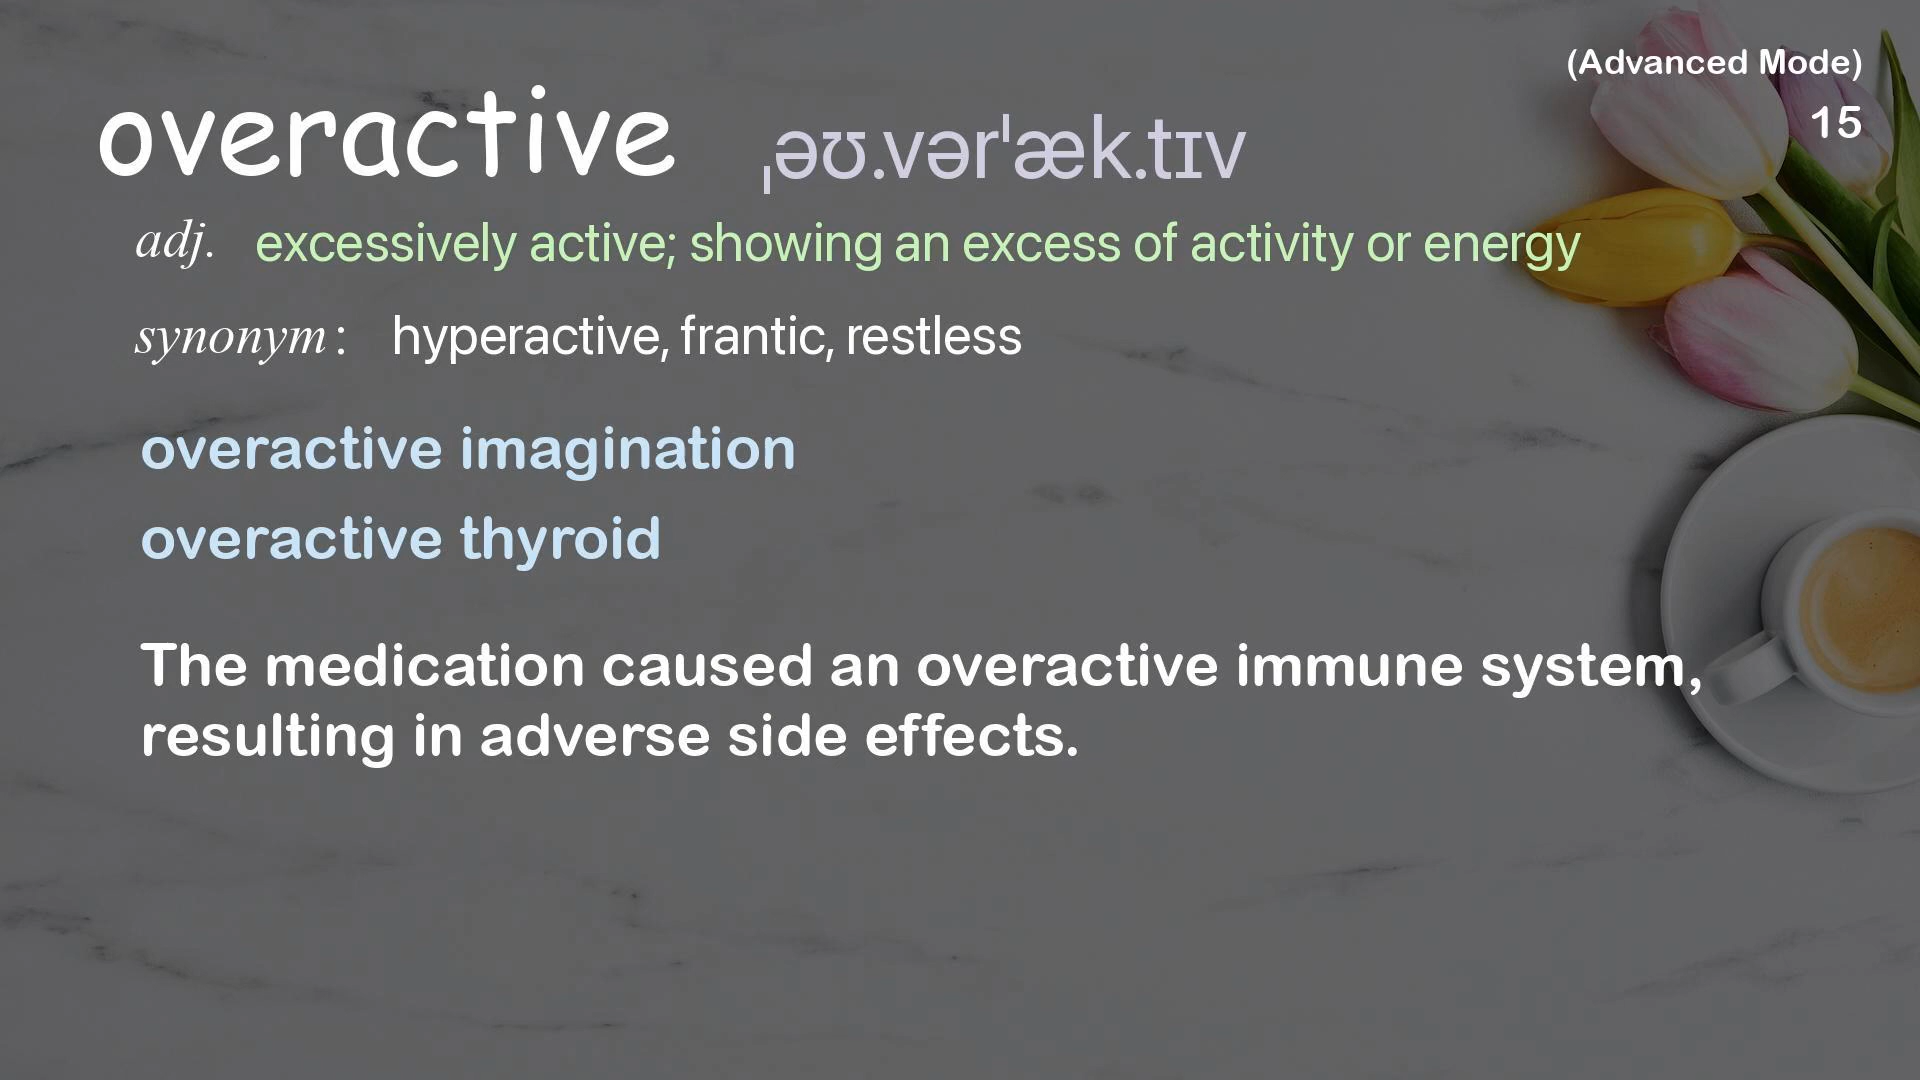 (Advanced Mode)
overactive ˌəʊ.vərˈæk.tɪv
15
adj. excessively active; showing an excess of activity or energy
synonym: hyperactive, frantic, restless
overactive imagination
overactive thyroid
The medication caused an overactive immune system,
resulting in adverse side effects.